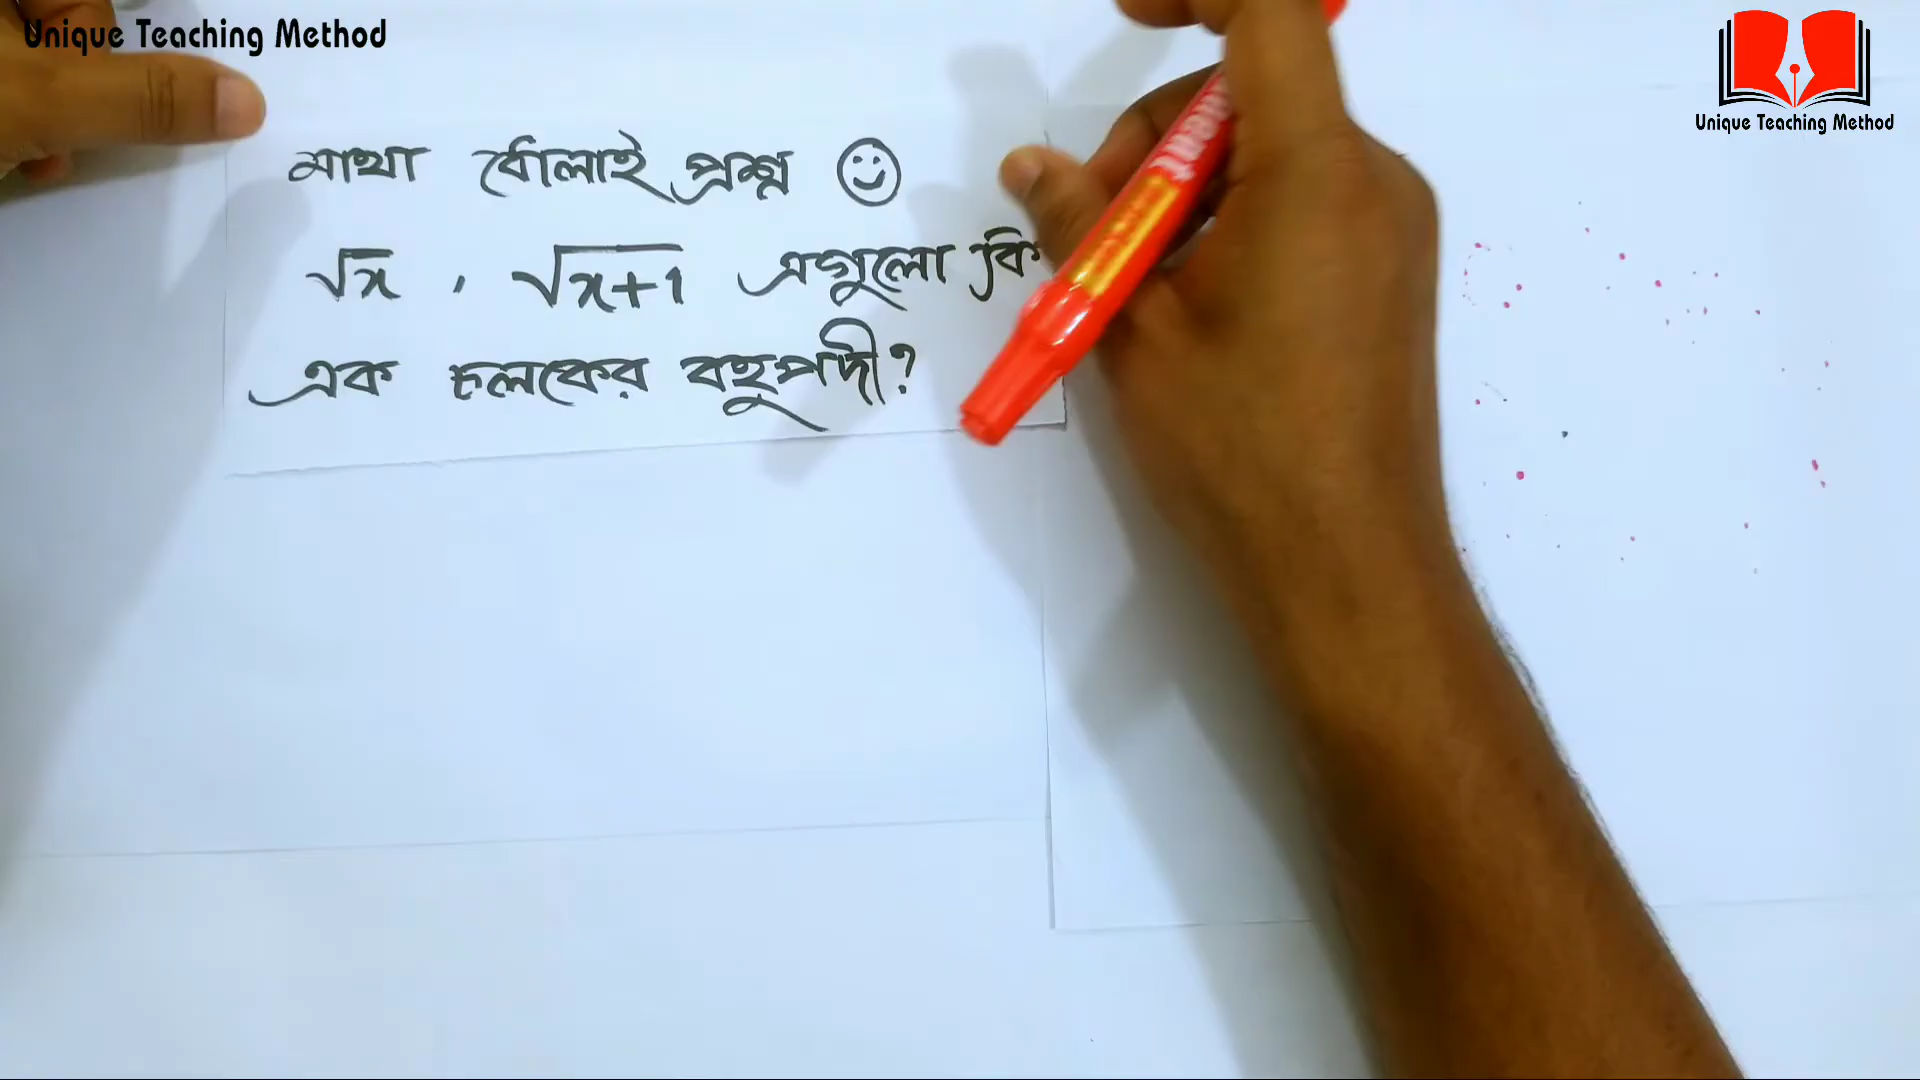 Unique Teaching Method
Unique Teaching Method
মাথা ধোলাই প্রশ্ন
√x , √x+1 এগুলো কি
এক চলকের বহুপদী?